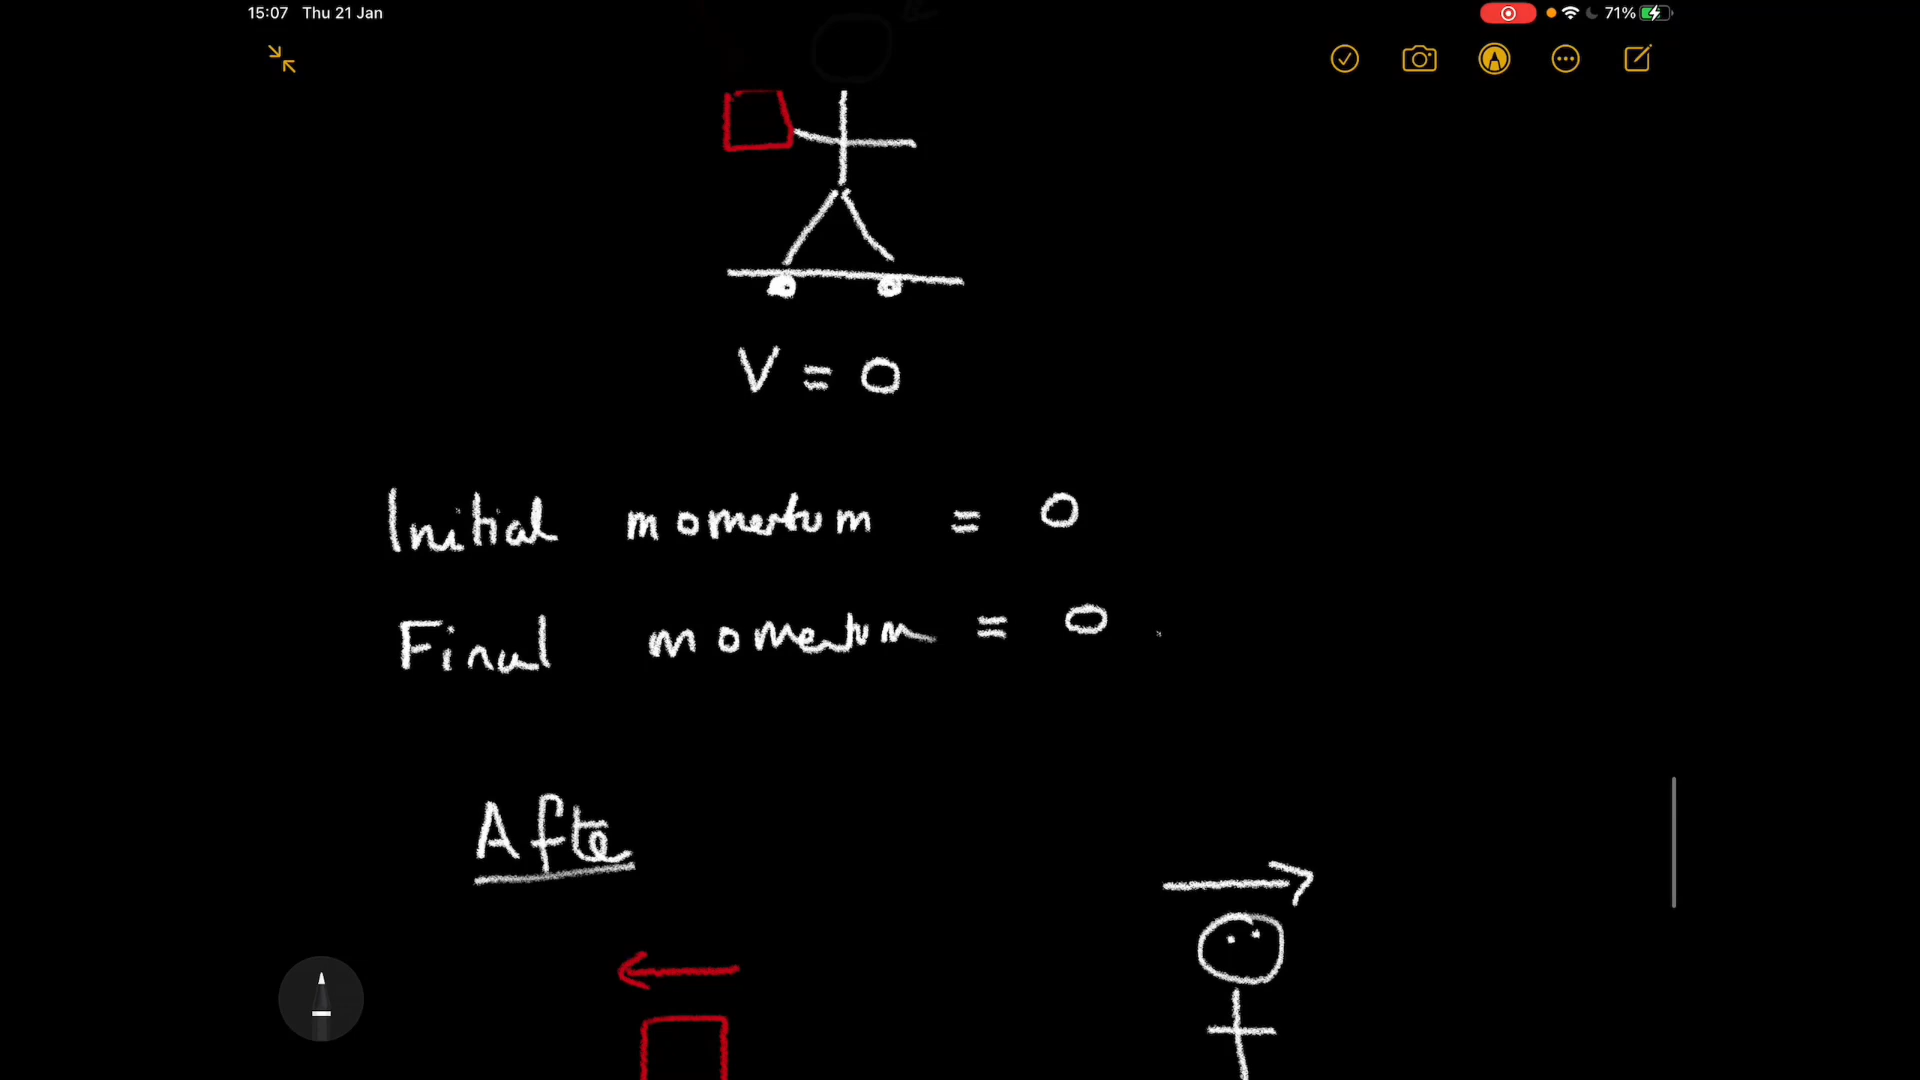 15:07 Thu 21 Jan 71%
V = 0
Initial momentum = 0
Final momentum = 0
Afte